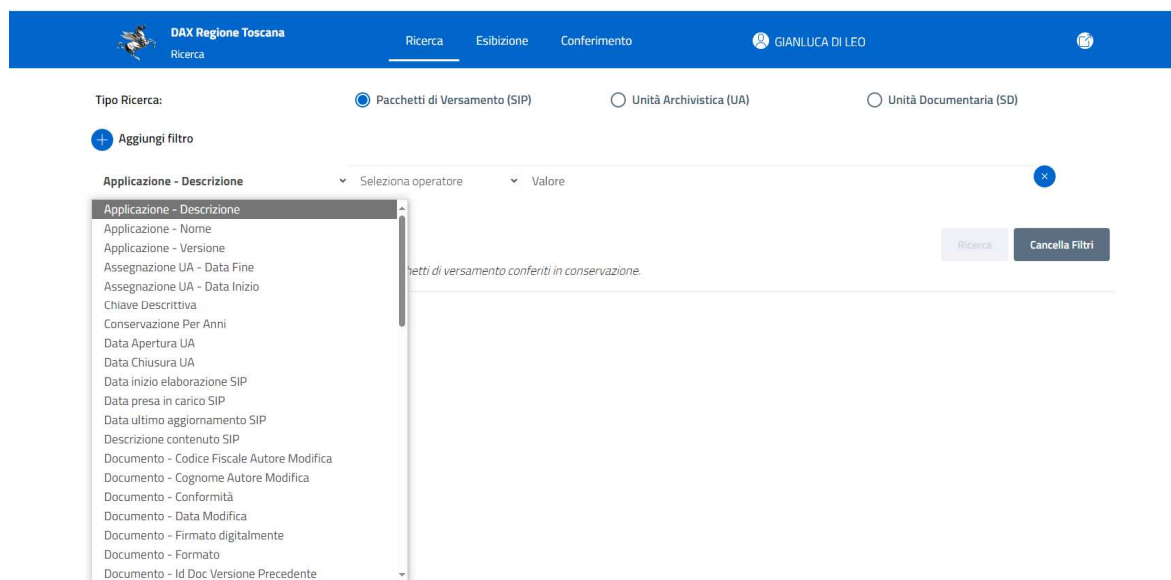 DAX Regione Toscana
Ricerca
Ricerca Esibizione Conferimento GIANLUCA DI LEO
Tipo Ricerca: Pacchetti di Versamento (SIP) Unità Archivistica (UA) Unità Documentaria (SD)
Aggiungi filtro
Applicazione - Descrizione Seleziona operatore Valore
Applicazione - Descrizione
Applicazione - Nome
Applicazione - Versione
Ricerca Cancella Filtri
Assegnazione UA - Data Fine
di versamento conferiti in conservazione.
Assegnazione UA - Data Inizio
Chiave Descrittiva
Conservazione Per Anni
Data Apertura UA
Data Chiusura UA
Data inizio elaborazione SIP
Data presa in carico SIP
Data ultimo aggiornamento SIP
Descrizione contenuto SIP
Documento - Codice Fiscale Autore Modifica
Documento - Cognome Autore Modifica
Documento - Conformità
Documento - Data Modifica
Documento - Firmato digitalmente
Documento - Formato
Documento - Id Doc Versione Precedente